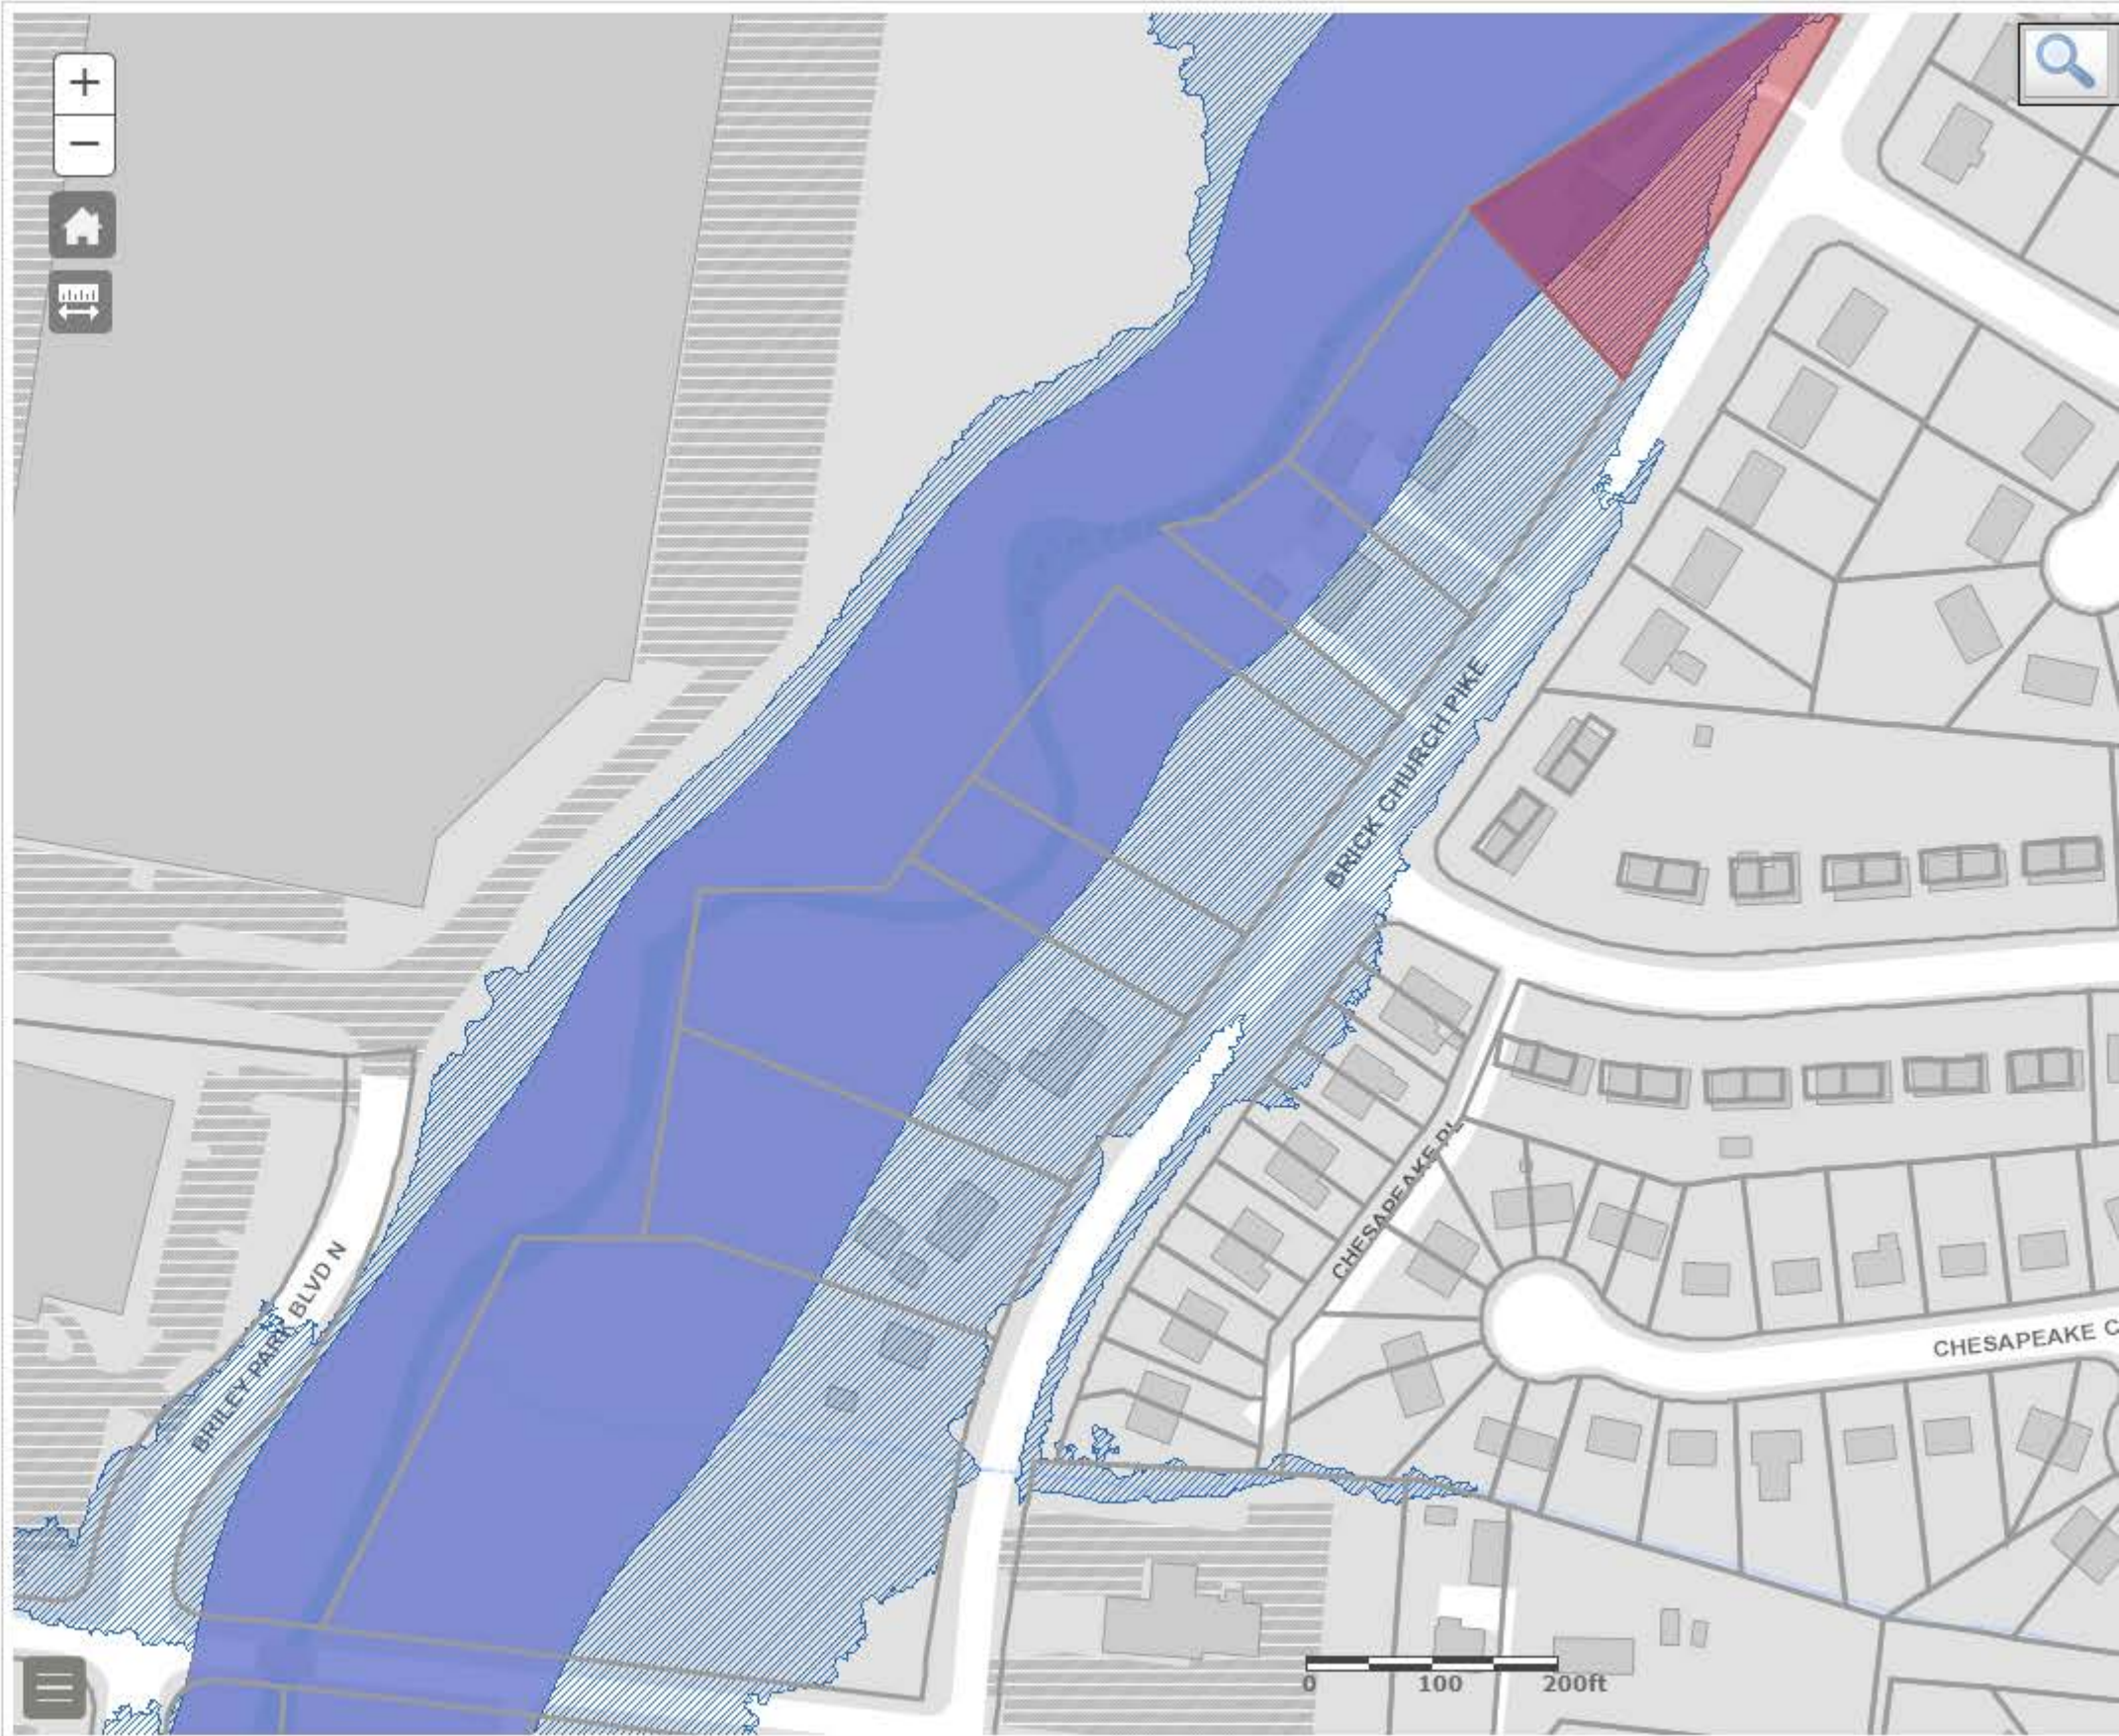 +
−
BRICK CHURCH PIKE
CHESAPEAKE PL
BRILEY PARK BLVD N
CHESAPEAKE C
0 100 200ft